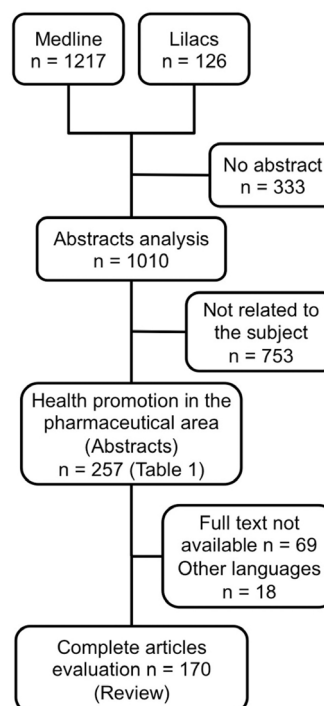 Medline
n = 1217
Lilacs
n = 126
No abstract
n = 333
Abstracts analysis
n = 1010
Not related to
the subject
n = 753
Health promotion in the
pharmaceutical area
(Abstracts)
n = 257 (Table 1)
Full text not
available n = 69
Other languages
n = 18
Complete articles
evaluation n = 170
(Review)